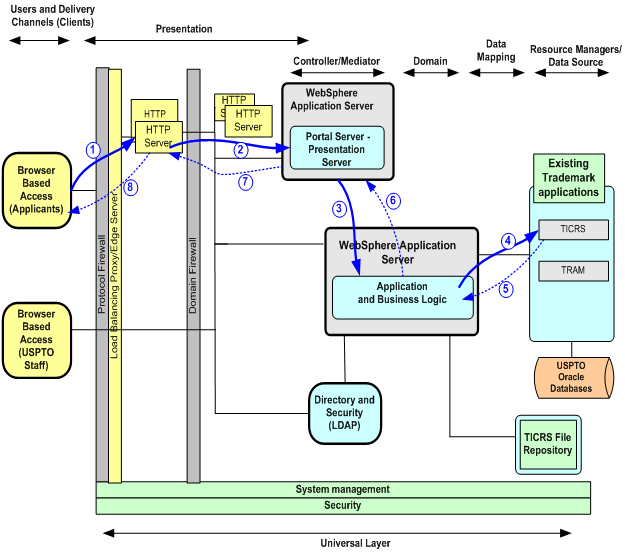 Users and Delivery
Channels (Clients)
Presentation
Controller/Mediator
Domain
Data
Mapping
Resource Managers/
Data Source
WebSphere
Application Server
HTTP
HTTP
Server
HTTP
HTTP
Server
Portal Server -
Presentation
Server
1
2
3
4
5
6
7
8
Browser
Based
Access
(Applicants)
Existing
Trademark
applications
TICRS
TRAM
WebSphere Application
Server
Application
and Business Logic
Protocol Firewall
Load Balancing Proxy/Edge Server
Domain Firewall
Browser
Based
Access
(USPTO
Staff)
USPTO
Oracle
Databases
Directory and
Security
(LDAP)
TICRS File
Repository
System management
Security
Universal Layer